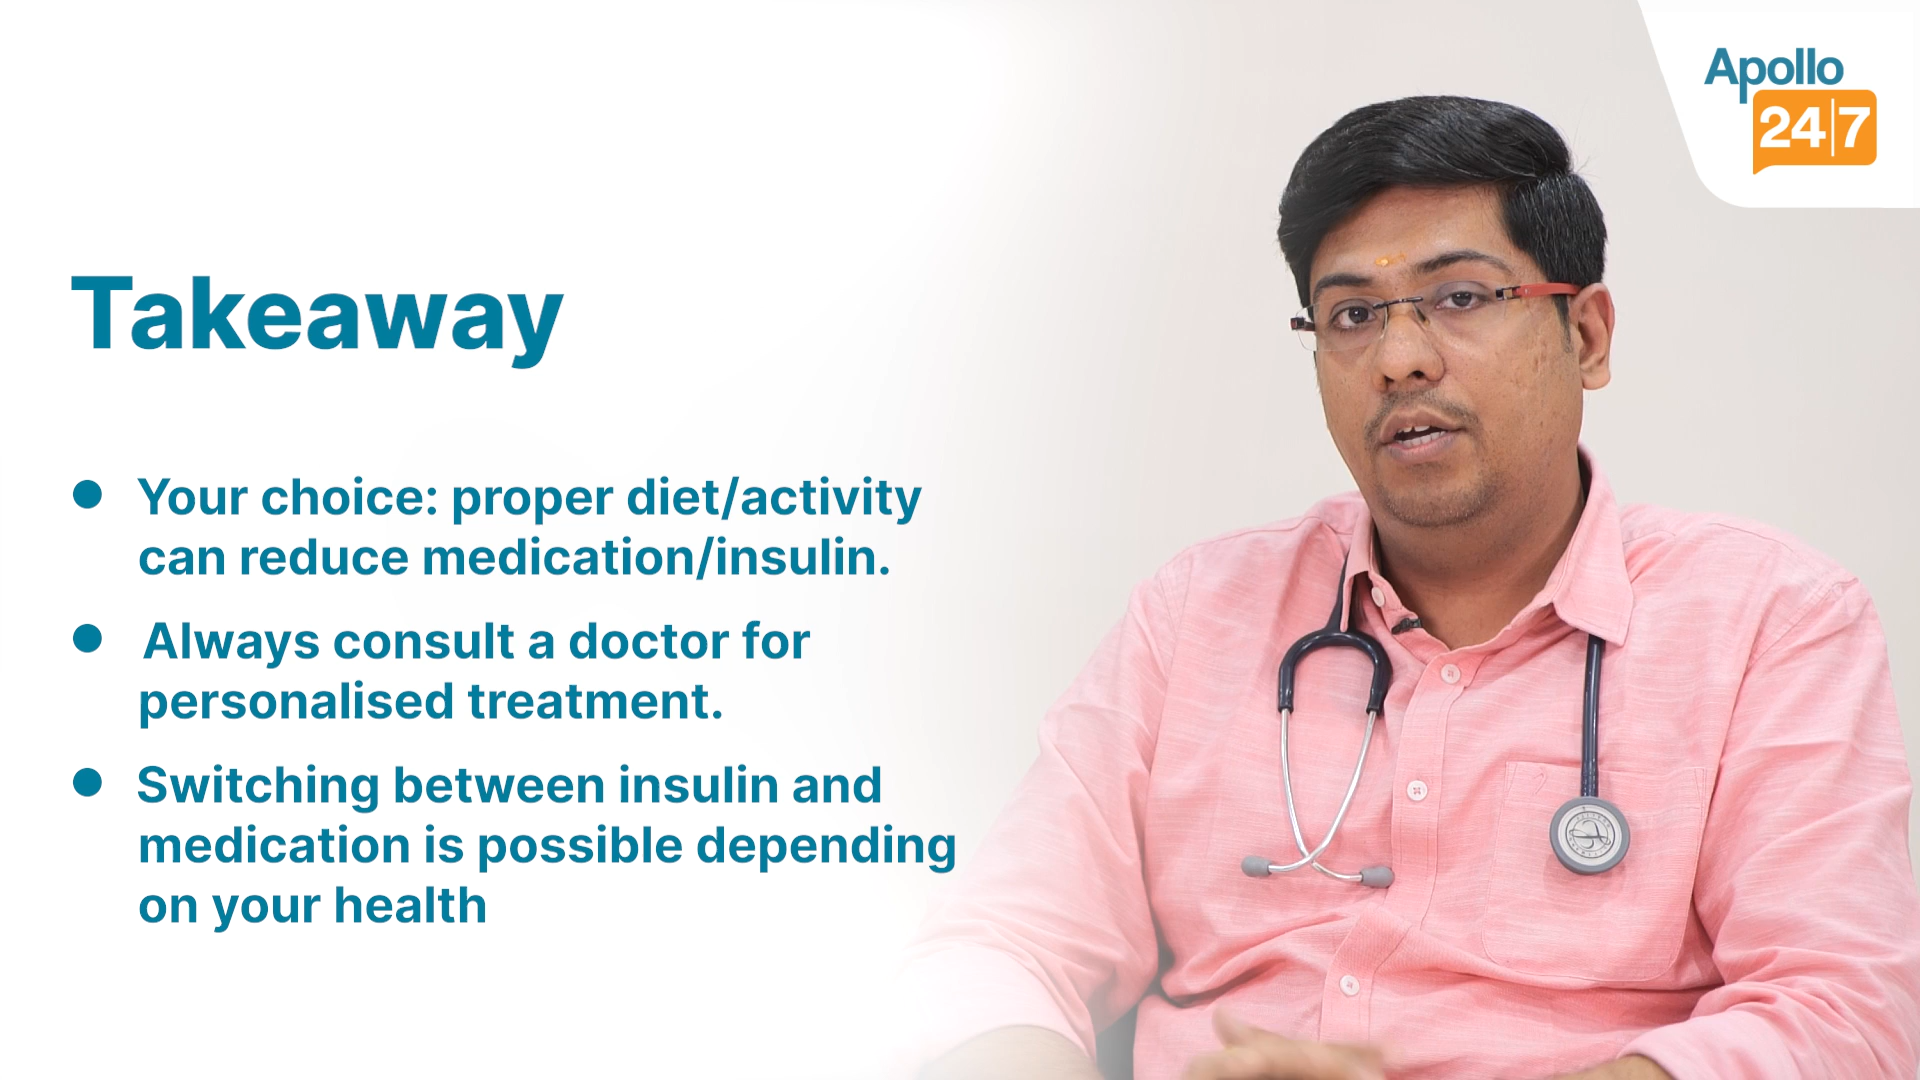 Apollo
24|7
Takeaway
● Your choice: proper diet/activity
can reduce medication/insulin.
● Always consult a doctor for
personalised treatment.
● Switching between insulin and
medication is possible depending
on your health